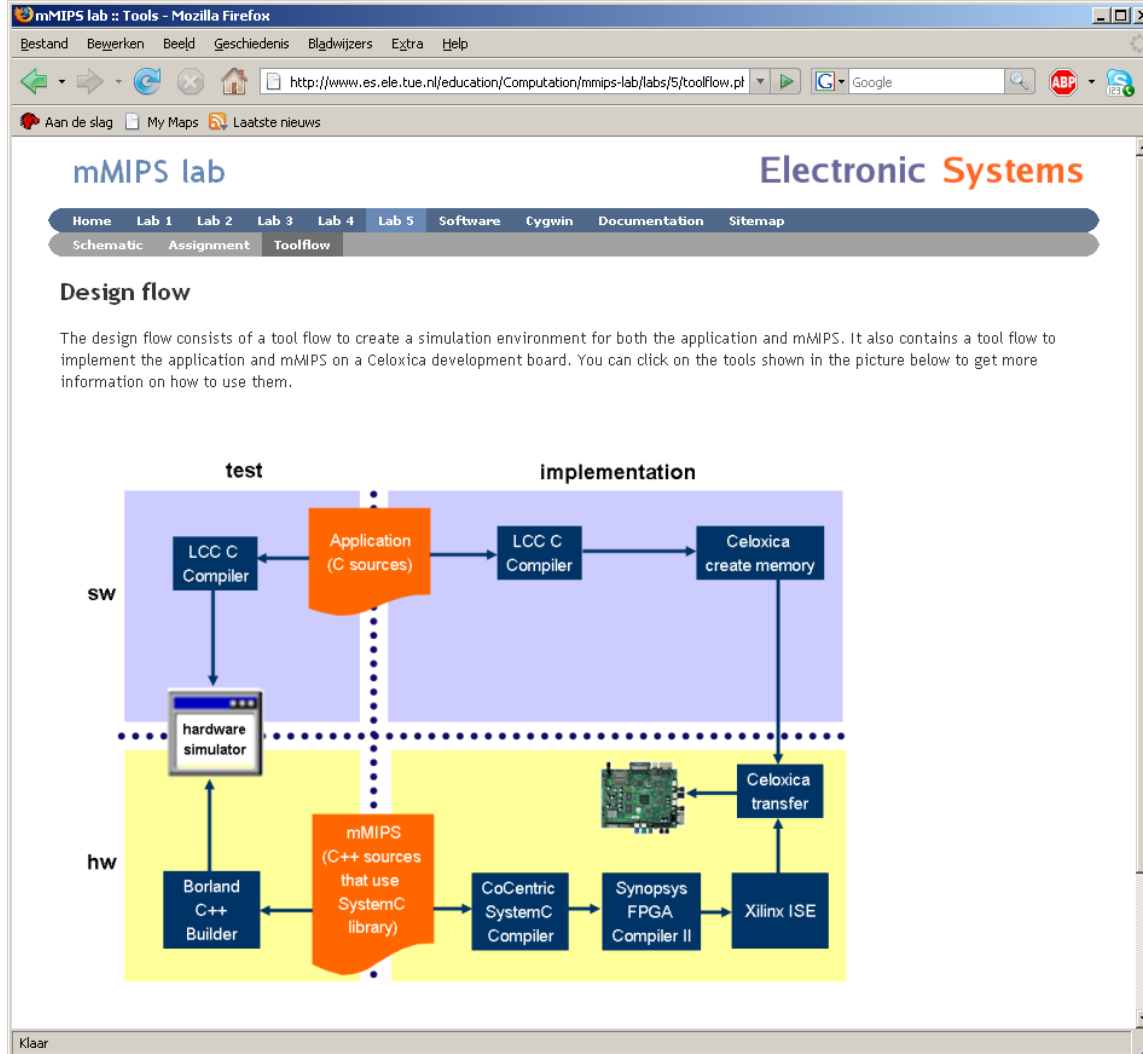 mMIPS lab :: Tools - Mozilla Firefox
Bestand Bewerken Beeld Geschiedenis Bladwijzers Extra Help
http://www.es.ele.tue.nl/education/Computation/mmips-lab/labs/5/toolflow.ph
G Google
ABP
123
Aan de slag My Maps Laatste nieuws
mMIPS lab
Electronic Systems
Home Lab 1 Lab 2 Lab 3 Lab 4 Lab 5 Software Cygwin Documentation Sitemap
Schematic Assignment Toolflow
Design flow
The design flow consists of a tool flow to create a simulation environment for both the application and mMIPS. It also contains a tool flow to
implement the application and mMIPS on a Celoxica development board. You can click on the tools shown in the picture below to get more
information on how to use them.
test
implementation
sw
LCC C
Compiler
Application
(C sources)
LCC C
Compiler
Celoxica
create memory
hardware
simulator
hw
Celoxica
transfer
Borland
C++
Builder
mMIPS
(C++ sources
that use
SystemC
library)
CoCentric
SystemC
Compiler
Synopsys
FPGA
Compiler II
Xilinx ISE
Klaar